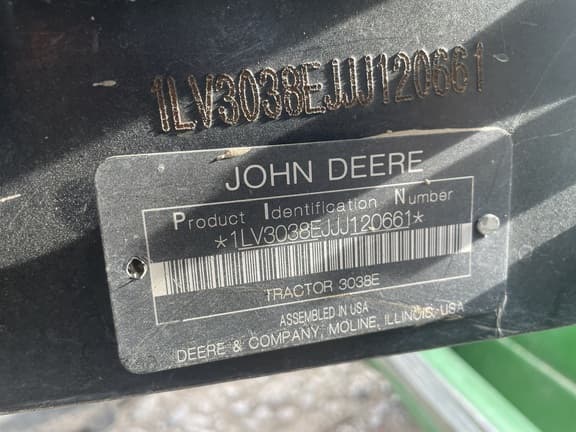 1LV3038EJJJ120661
JOHN DEERE
Product Identification Number
*1LV3038EJJJ120661*
TRACTOR 3038E
ASSEMBLED IN USA
DEERE & COMPANY, MOLINE, ILLINOIS, USA